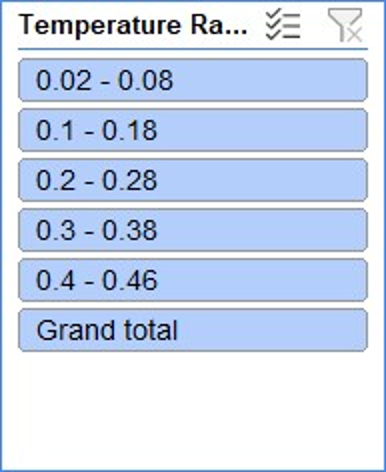 Temperature Ra...
0.02 - 0.08
0.1 - 0.18
0.2 - 0.28
0.3 - 0.38
0.4 - 0.46
Grand total